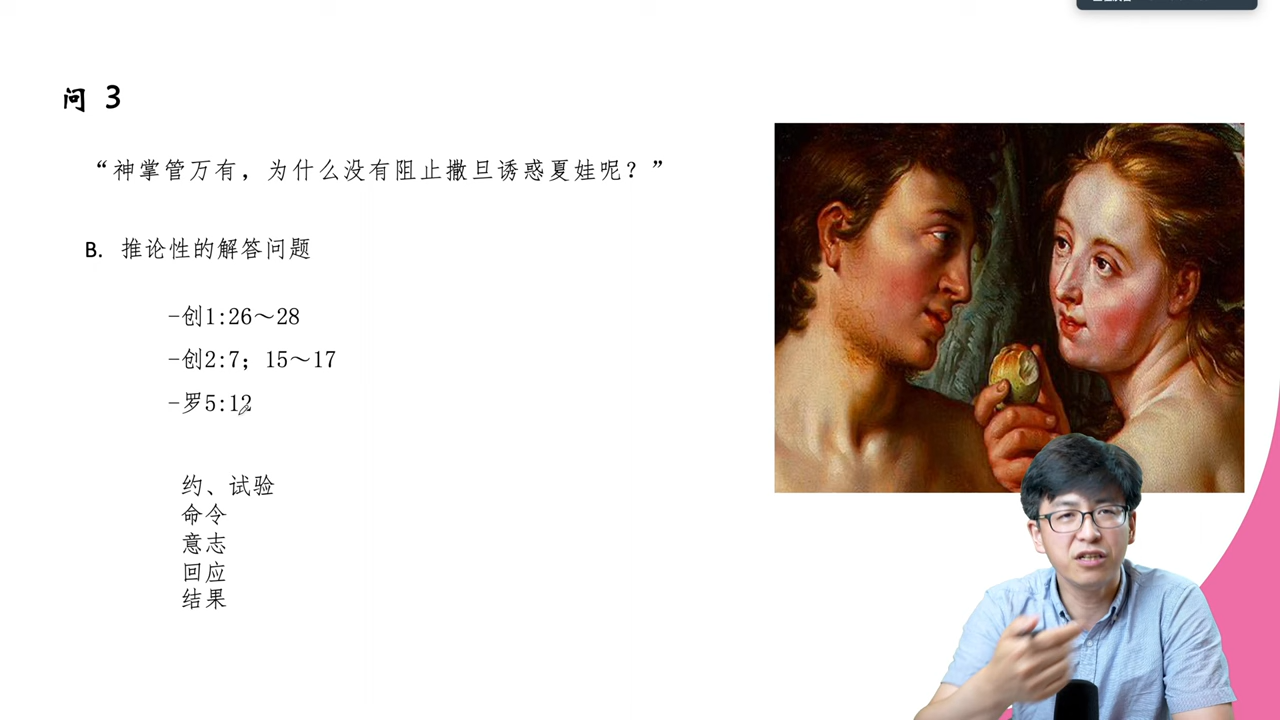 问 3
“神掌管万有，为什么没有阻止撒旦诱惑夏娃呢？”
B. 推论性的解答问题
-创1:26～28
-创2:7；15～17
-罗5:12
约、试验
命令
意志
回应
结果